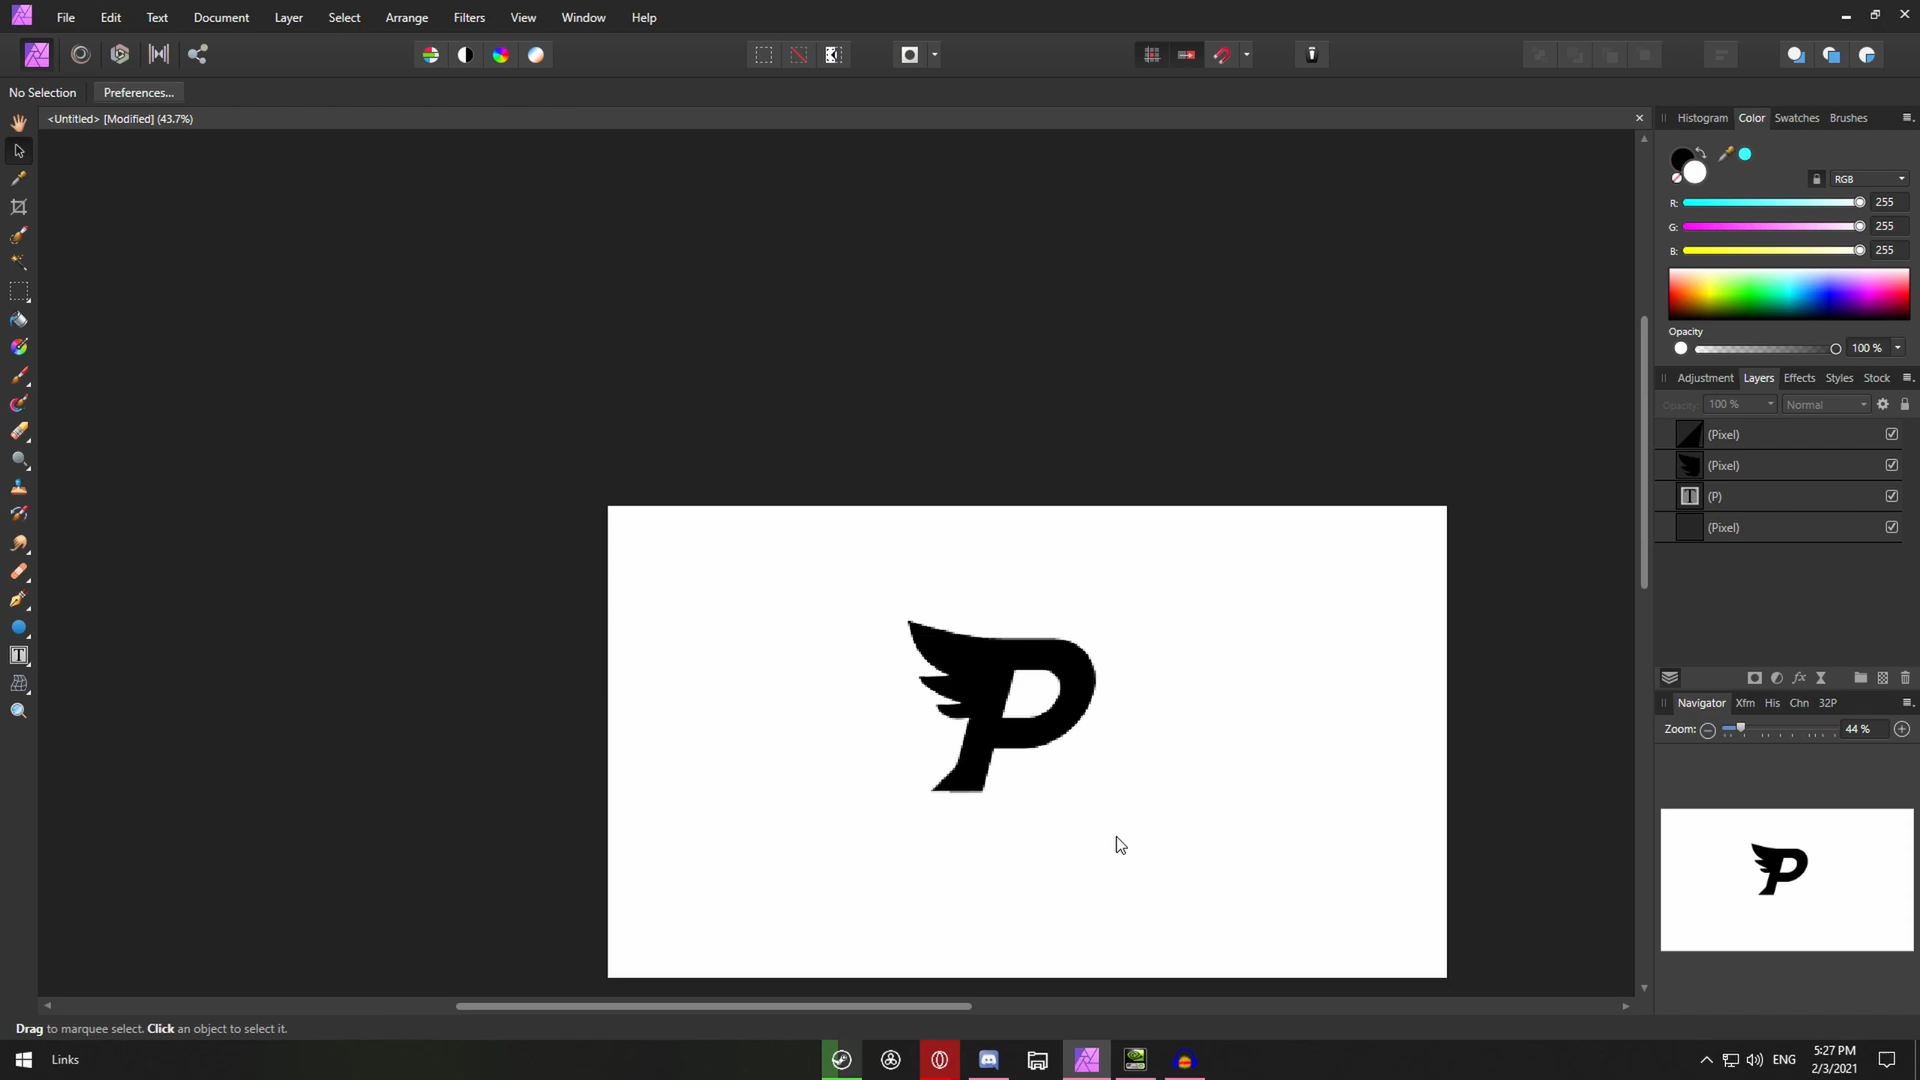 File Edit Text Document Layer Select Arrange Filters View Window Help
No Selection Preferences...
<Untitled> [Modified] (43.7%)
Histogram Color Swatches Brushes
RGB
R: 255
G: 255
B: 255
Opacity
100 %
Adjustment Layers Effects Styles Stock
Opacity: 100 % Normal
(Pixel)
(Pixel)
T (P)
(Pixel)
fx
Navigator Xfm His Chn 32P
Zoom: 44 %
P
P
T
Drag to marquee select. Click an object to select it.
Links
ENG
5:27 PM
2/3/2021